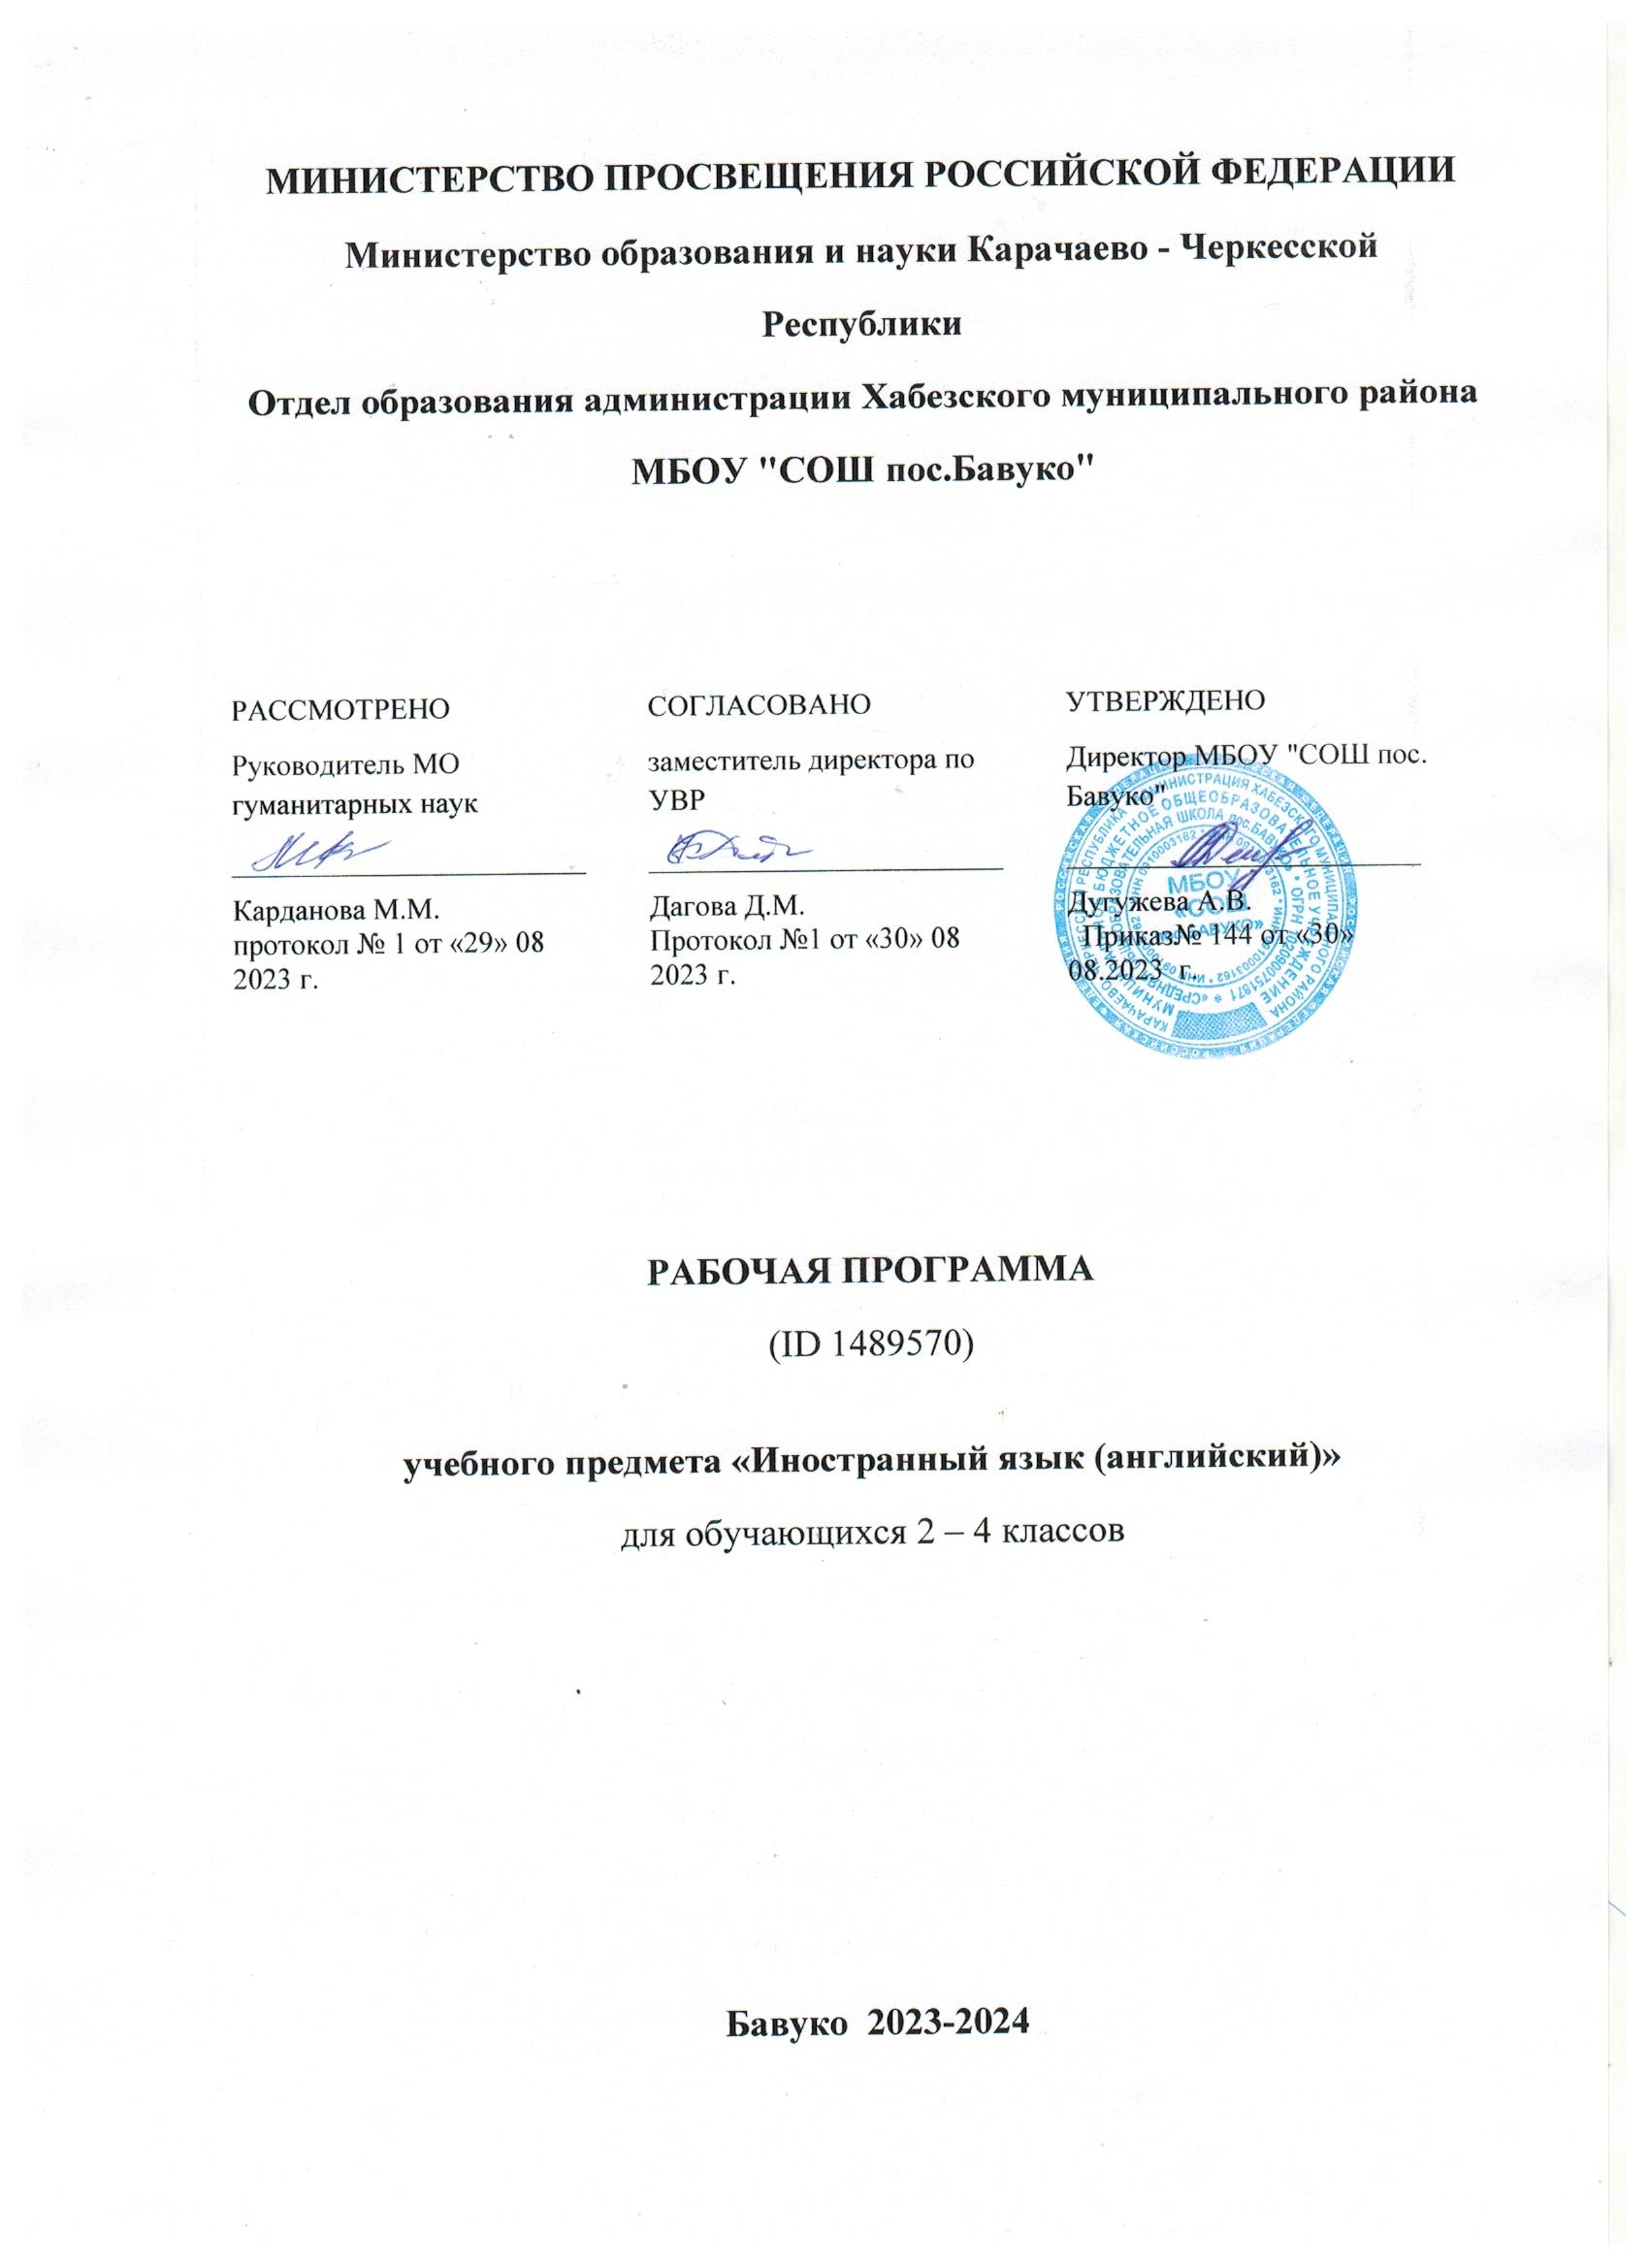 МИНИСТЕРСТВО ПРОСВЕЩЕНИЯ РОССИЙСКОЙ ФЕДЕРАЦИИ
Министерство образования и науки Карачаево - Черкесской
Республики
Отдел образования администрации Хабезского муниципального района
МБОУ "СОШ пос.Бавуко"
РАССМОТРЕНО
Руководитель МО
гуманитарных наук
Карданова М.М.
протокол № 1 от «29» 08
2023 г.
СОГЛАСОВАНО
заместитель директора по
УВР
Дагова Д.М.
Протокол №1 от «30» 08
2023 г.
УТВЕРЖДЕНО
Директор МБОУ "СОШ пос.
Бавуко"
Дугужева А.В.
Приказ№ 144 от «30»
08.2023 г.
МБОУ
«СОШ
БАВУКО»
РАБОЧАЯ ПРОГРАММА
(ID 1489570)
учебного предмета «Иностранный язык (английский)»
для обучающихся 2 – 4 классов
Бавуко 2023-2024